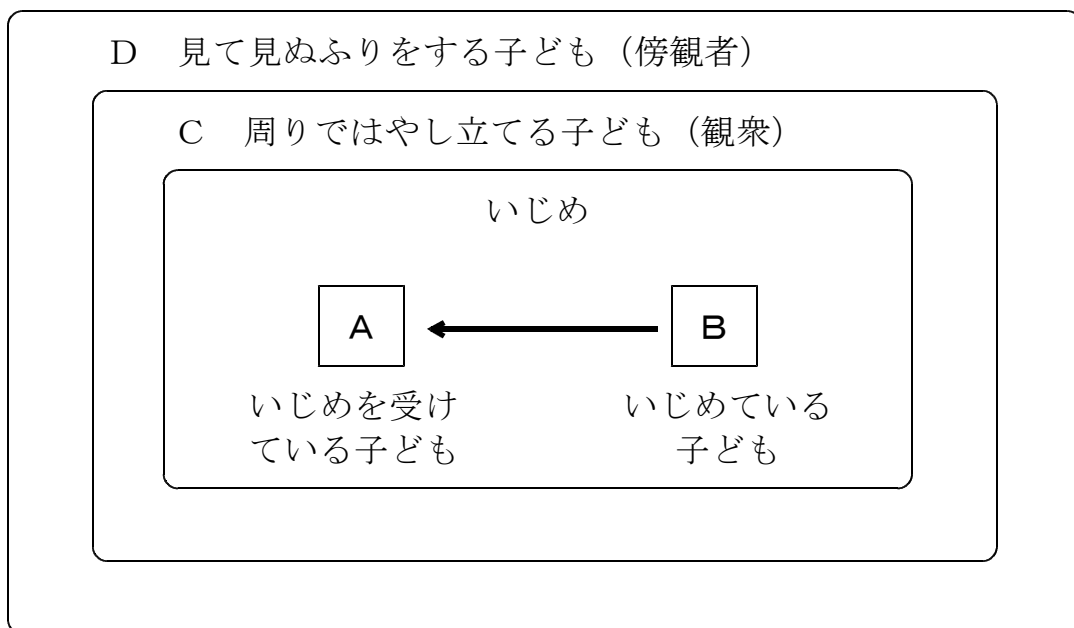 D 見て見ぬふりをする子ども（傍観者）
C 周りではやし立てる子ども（観衆）
いじめ
A
B
いじめを受け
ている子ども
いじめている
子ども